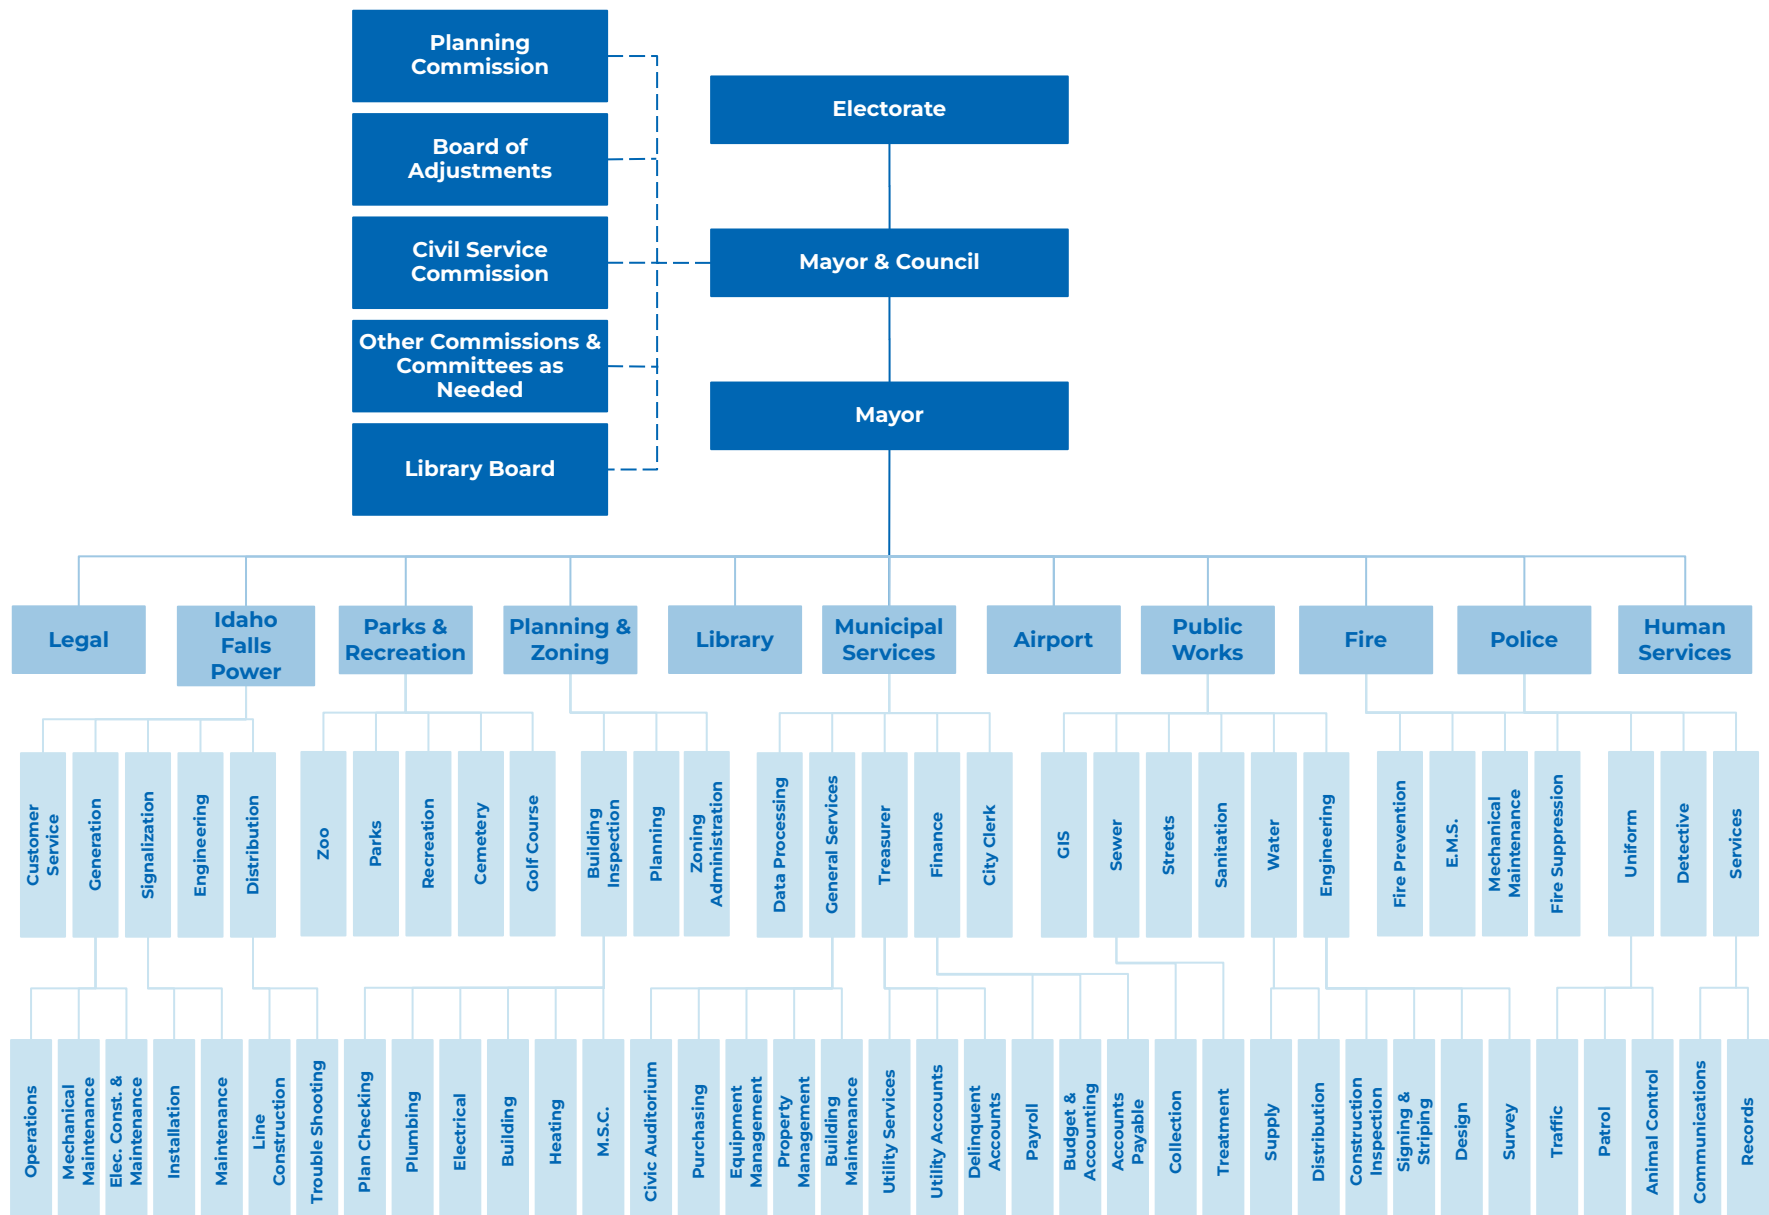 Planning
Commission
Electorate
Board of
Adjustments
Civil Service
Commission
Mayor & Council
Other Commissions &
Committees as
Needed
Mayor
Library Board
Legal
Idaho
Falls
Power
Parks &
Recreation
Planning &
Zoning
Library
Municipal
Services
Airport
Public
Works
Fire
Police
Human
Services
Customer
Service
Generation
Signalization
Engineering
Distribution
Zoo
Parks
Recreation
Cemetery
Golf Course
Building
Inspection
Planning
Zoning
Administration
Data Processing
General Services
Treasurer
Finance
City Clerk
GIS
Sewer
Streets
Sanitation
Water
Engineering
Fire Prevention
E.M.S.
Mechanical
Maintenance
Fire Suppression
Uniform
Detective
Services
Operations
Mechanical
Maintenance
Elec. Const. &
Maintenance
Installation
Maintenance
Line
Construction
Trouble Shooting
Plan Checking
Plumbing
Electrical
Building
Heating
M.S.C.
Civic Auditorium
Purchasing
Equipment
Management
Property
Management
Building
Maintenance
Utility Services
Utility Accounts
Delinquent
Accounts
Payroll
Budget &
Accounting
Accounts
Payable
Collection
Treatment
Supply
Distribution
Construction
Inspection
Signing &
Striping
Design
Survey
Traffic
Patrol
Animal Control
Communications
Records